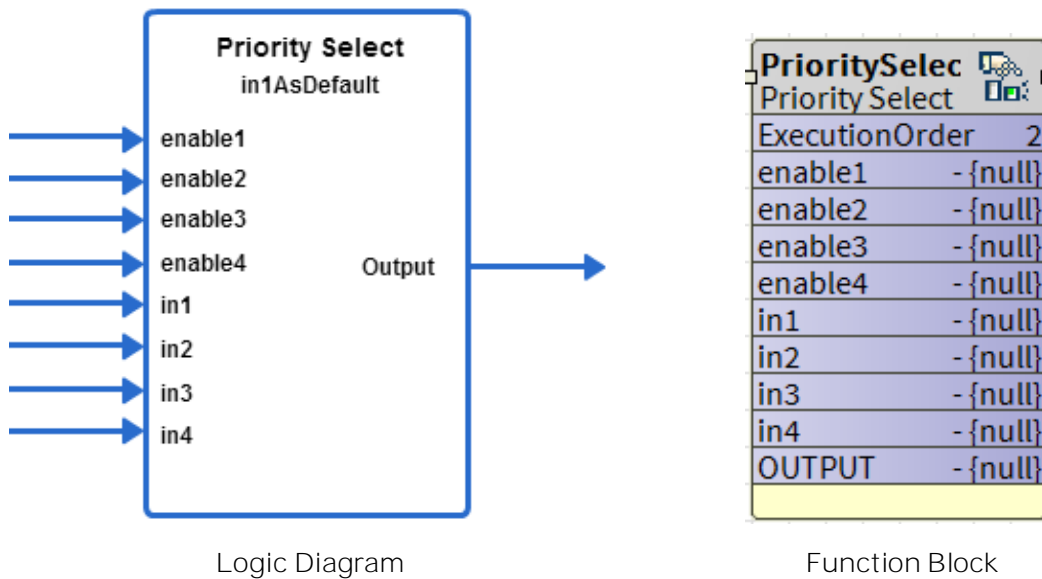 Priority Select
in1AsDefault
enable1
enable2
enable3
enable4
Output
in1
in2
in3
in4
Logic Diagram
PrioritySelec
Priority Select
ExecutionOrder 2
enable1 - {null}
enable2 - {null}
enable3 - {null}
enable4 - {null}
in1 - {null}
in2 - {null}
in3 - {null}
in4 - {null}
OUTPUT - {null}
Function Block